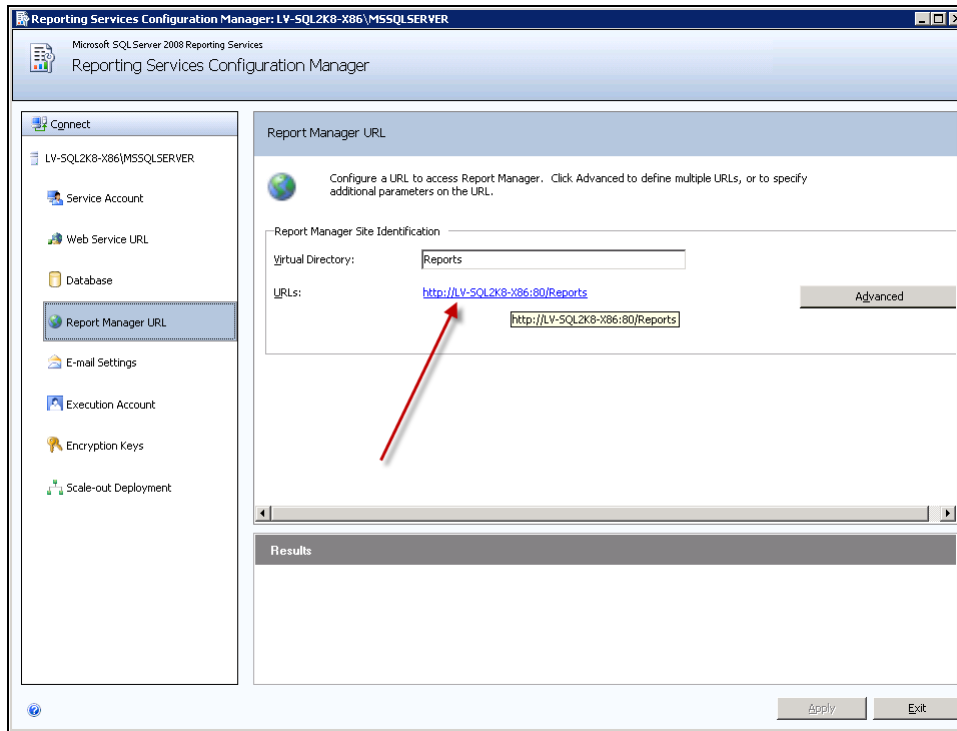 Reporting Services Configuration Manager: LV-SQL2K8-X86\MSSQLSERVER
Microsoft SQL Server 2008 Reporting Services
Reporting Services Configuration Manager
Connect
LV-SQL2K8-X86\MSSQLSERVER
Service Account
Web Service URL
Database
Report Manager URL
E-mail Settings
Execution Account
Encryption Keys
Scale-out Deployment
Report Manager URL
Configure a URL to access Report Manager. Click Advanced to define multiple URLs, or to specify
additional parameters on the URL.
Report Manager Site Identification
Virtual Directory:
Reports
URLs:
http://LV-SQL2K8-X86:80/Reports
Advanced
http://LV-SQL2K8-X86:80/Reports
Results
Apply
Exit